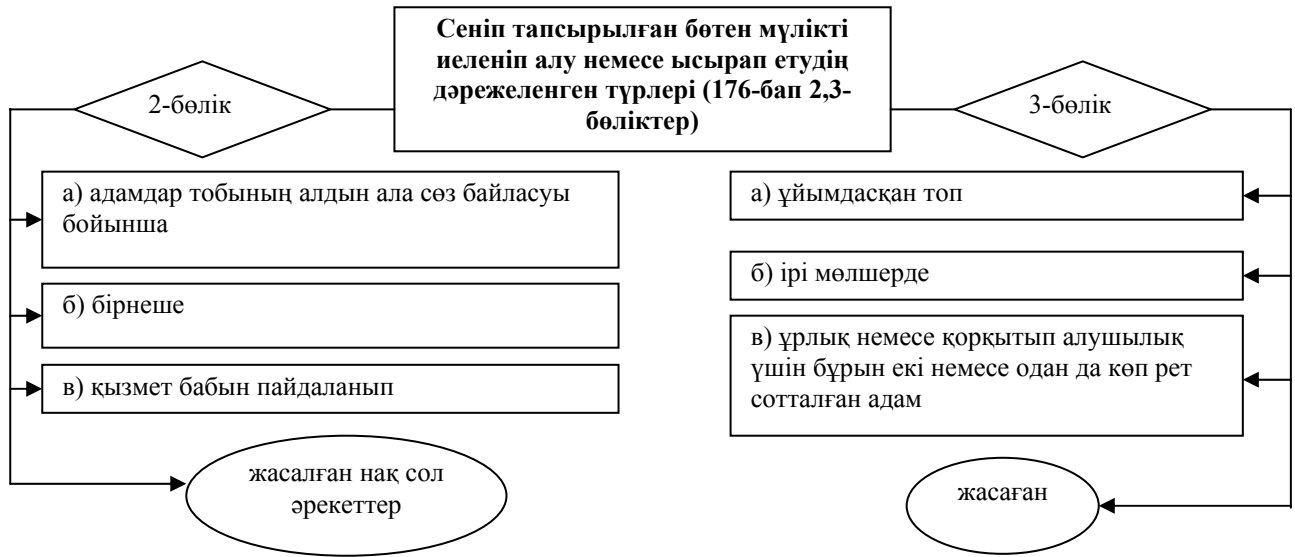 Сеніп тапсырылған бөтен мүлікті
иеленіп алу немесе ысырап етудің
дәрежеленген түрлері (176-бап 2,3-
бөліктер)
2-бөлік
3-бөлік
а) адамдар тобының алдын ала сөз байласуы
бойынша
б) бірнеше
в) қызмет бабын пайдаланып
жасалған нақ сол
әрекеттер
а) ұйымдасқан топ
б) ірі мөлшерде
в) ұрлық немесе қорқытып алушылық
үшін бұрын екі немесе одан да көп рет
сотталған адам
жасаған